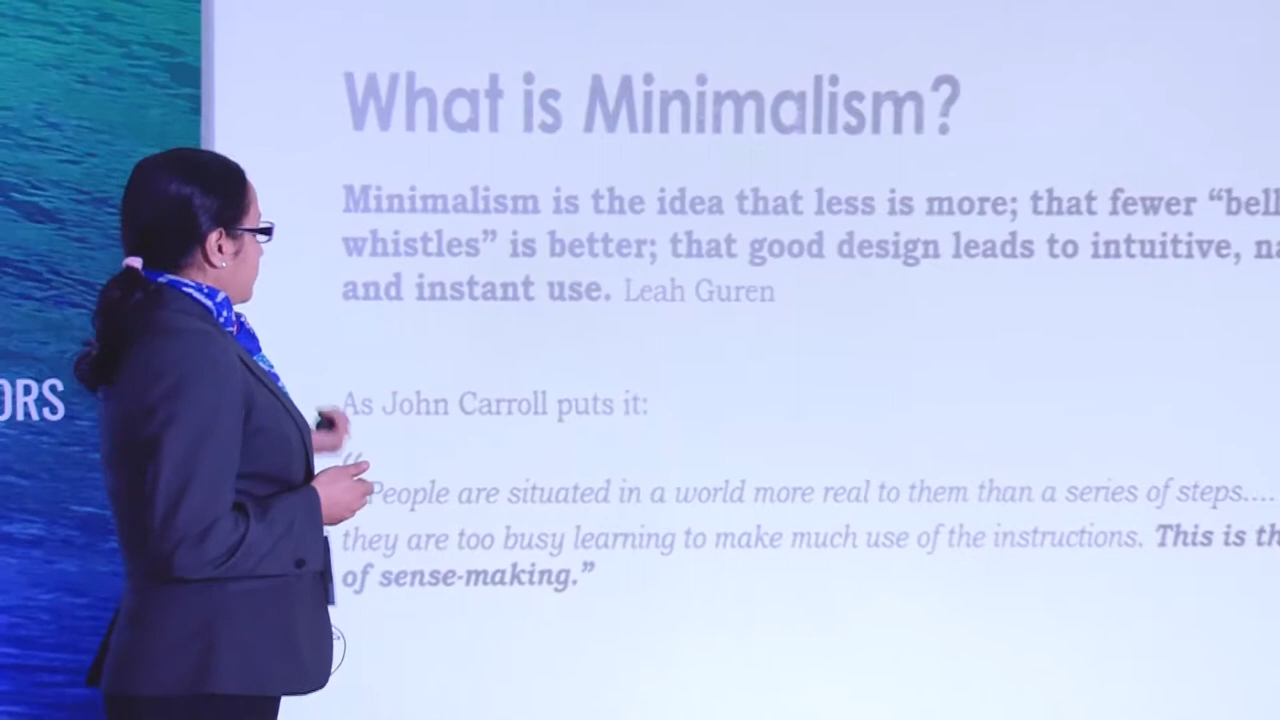 What is Minimalism?
Minimalism is the idea that less is more; that fewer “bell
whistles” is better; that good design leads to intuitive, na
and instant use. Leah Guren
ORS
As John Carroll puts it:
“
People are situated in a world more real to them than a series of steps....
they are too busy learning to make much use of the instructions. This is th
of sense-making.”